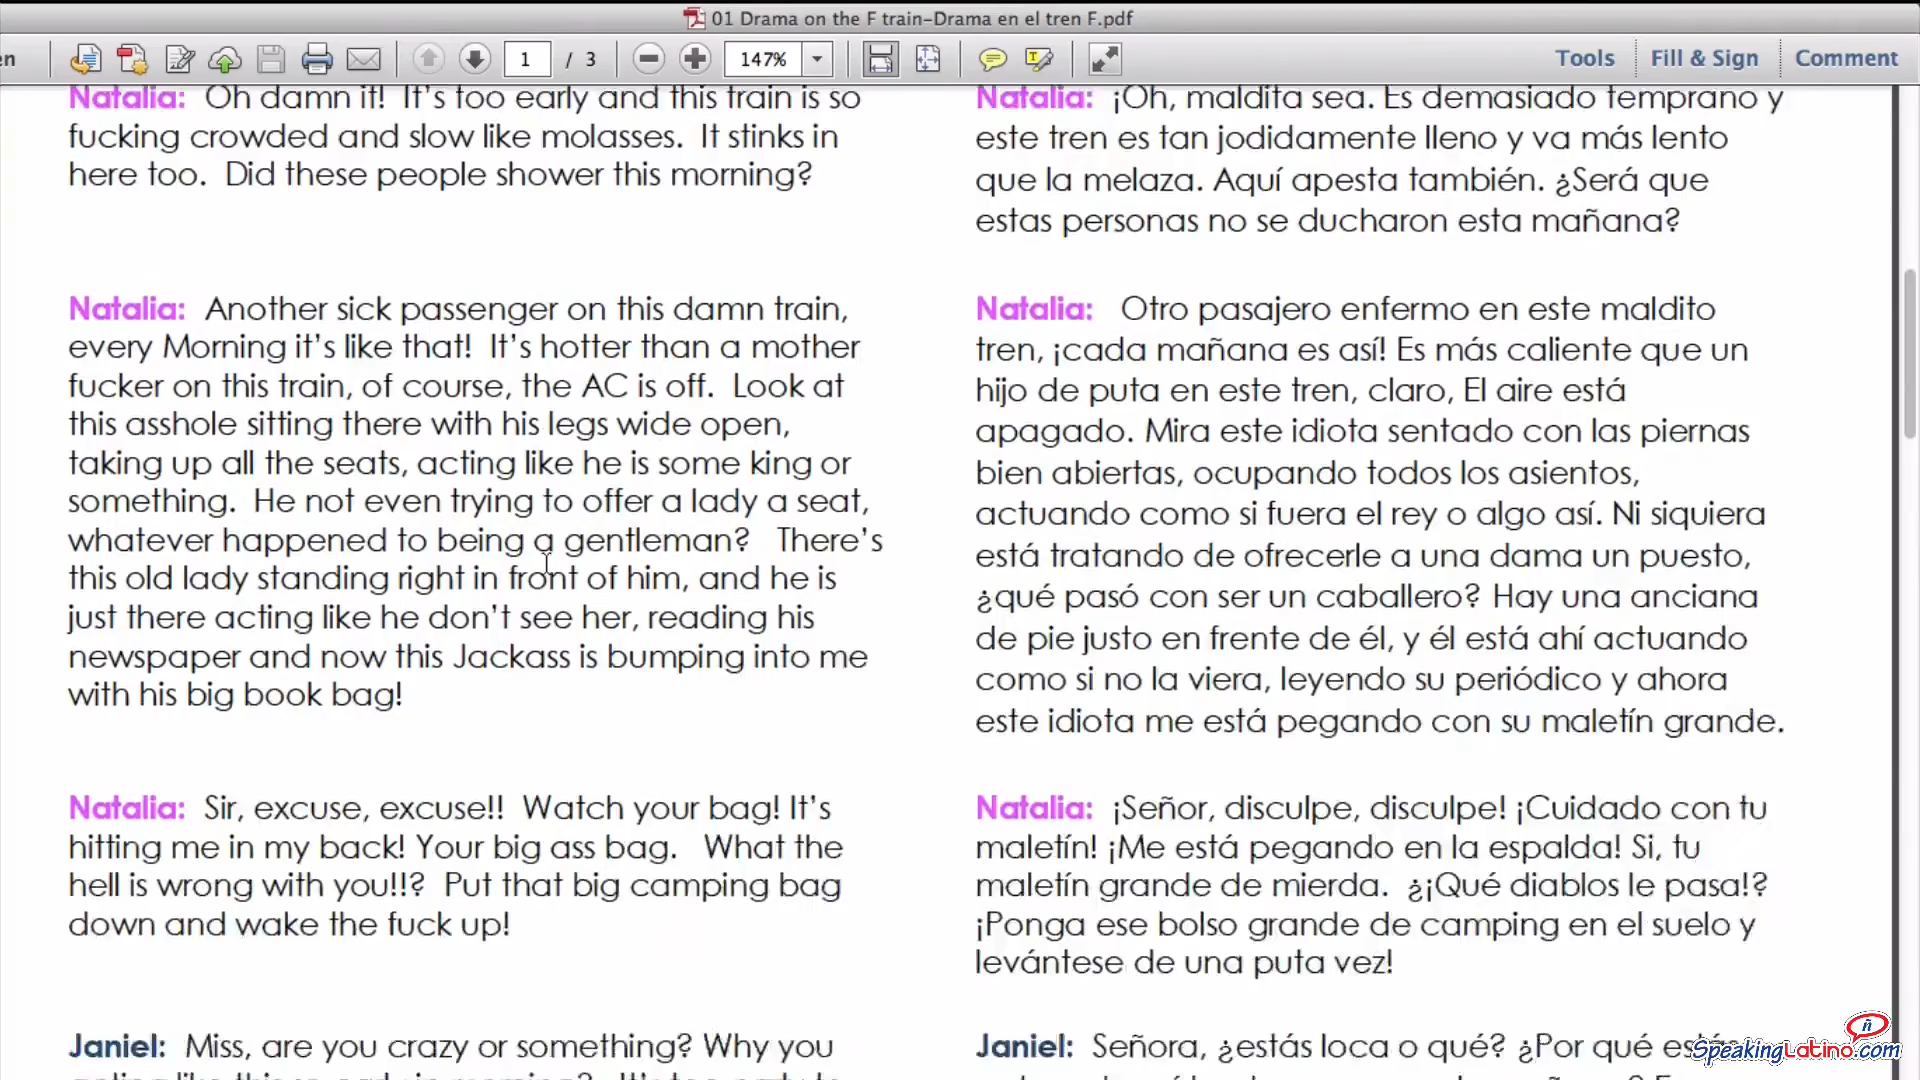 01 Drama on the F train-Drama en el tren F.pdf
en
1 / 3
147%
Tools
Fill & Sign
Comment
Natalia: Oh damn it! It's too early and this train is so
fucking crowded and slow like molasses. It stinks in
here too. Did these people shower this morning?
Natalia: Another sick passenger on this damn train,
every Morning it's like that! It's hotter than a mother
fucker on this train, of course, the AC is off. Look at
this asshole sitting there with his legs wide open,
taking up all the seats, acting like he is some king or
something. He not even trying to offer a lady a seat,
whatever happened to being a gentleman? There's
this old lady standing right in front of him, and he is
just there acting like he don't see her, reading his
newspaper and now this Jackass is bumping into me
with his big book bag!
Natalia: Sir, excuse, excuse!! Watch your bag! It's
hitting me in my back! Your big ass bag. What the
hell is wrong with you!!? Put that big camping bag
down and wake the fuck up!
Janiel: Miss, are you crazy or something? Why you
Natalia: ¡Oh, maldita sea. Es demasiado temprano y
este tren es tan jodidamente lleno y va más lento
que la melaza. Aquí apesta también. ¿Será que
estas personas no se ducharon esta mañana?
Natalia: Otro pasajero enfermo en este maldito
tren, ¡cada mañana es así! Es más caliente que un
hijo de puta en este tren, claro, El aire está
apagado. Mira este idiota sentado con las piernas
bien abiertas, ocupando todos los asientos,
actuando como si fuera el rey o algo así. Ni siquiera
está tratando de ofrecerle a una dama un puesto,
¿qué pasó con ser un caballero? Hay una anciana
de pie justo en frente de él, y él está ahí actuando
como si no la viera, leyendo su periódico y ahora
este idiota me está pegando con su maletín grande.
Natalia: ¡Señor, disculpe, disculpe! ¡Cuidado con tu
maletín! ¡Me está pegando en la espalda! Si, tu
maletín grande de mierda. ¿¡Qué diablos le pasa!?
¡Ponga ese bolso grande de camping en el suelo y
levántese de una puta vez!
Janiel: Señora, ¿estás loca o qué? ¿Por qué
ñ
SpeakingLatino.com